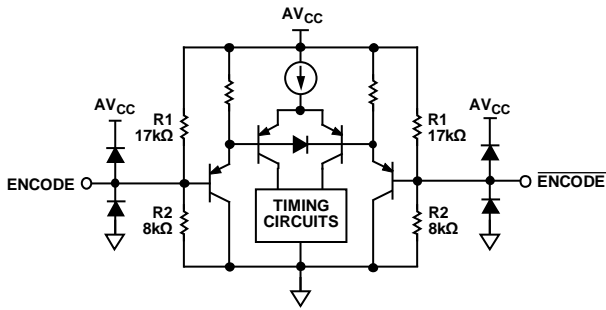 AVCC
AVCC
R1
17kΩ
R1
17kΩ
AVCC
ENCODE
ENCODE
R2
8kΩ
TIMING
CIRCUITS
R2
8kΩ